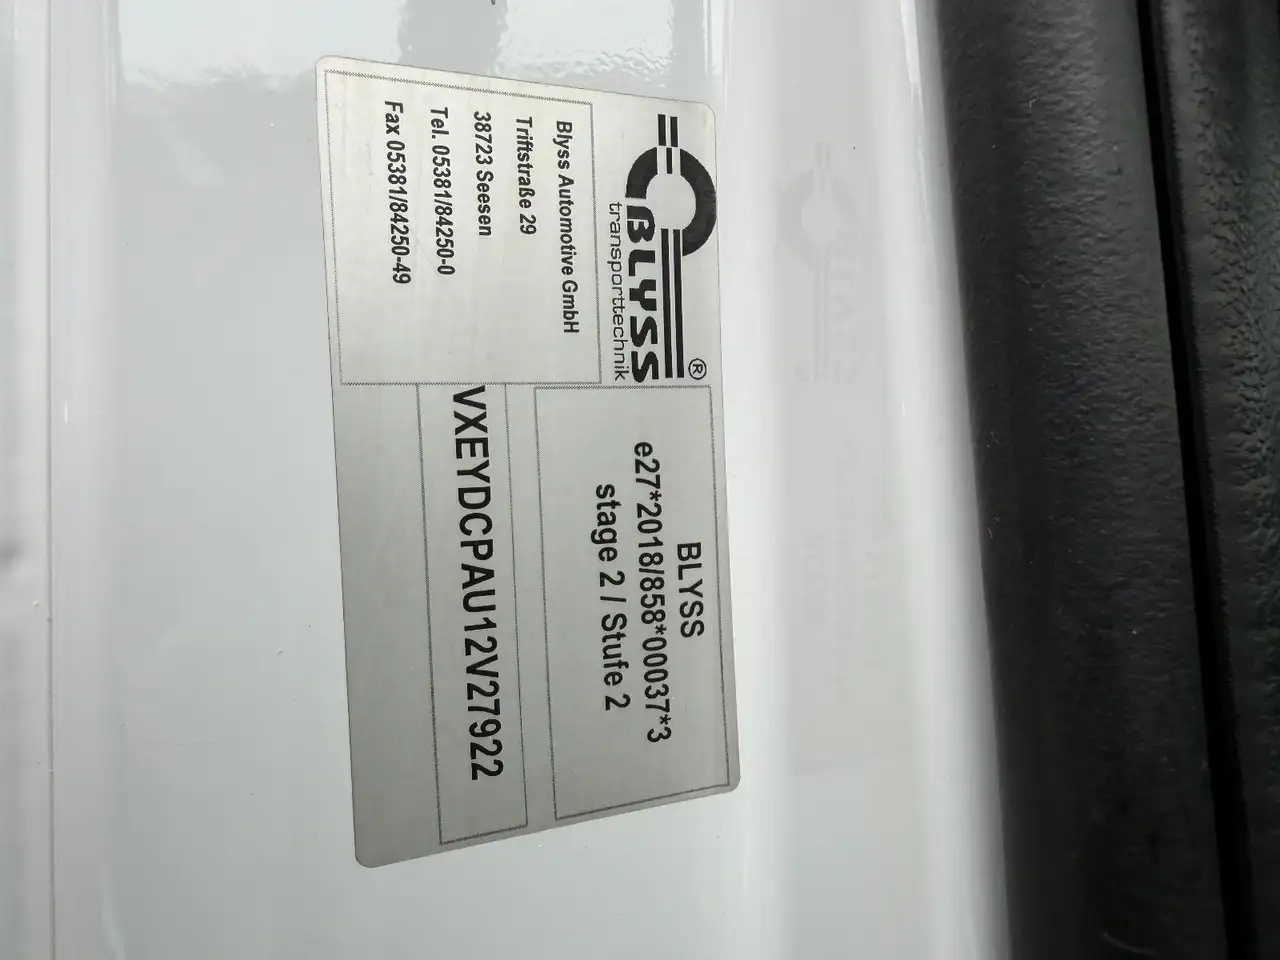 BLYSS®
transporttechnik
Blyss Automotive GmbH
Triftstraße 29
38723 Seesen
Tel. 05381/84250-0
Fax 05381/84250-49
BLYSS
e27*2018/858*00037*3
stage 2 / Stufe 2
VXEYDCPAU12V27922